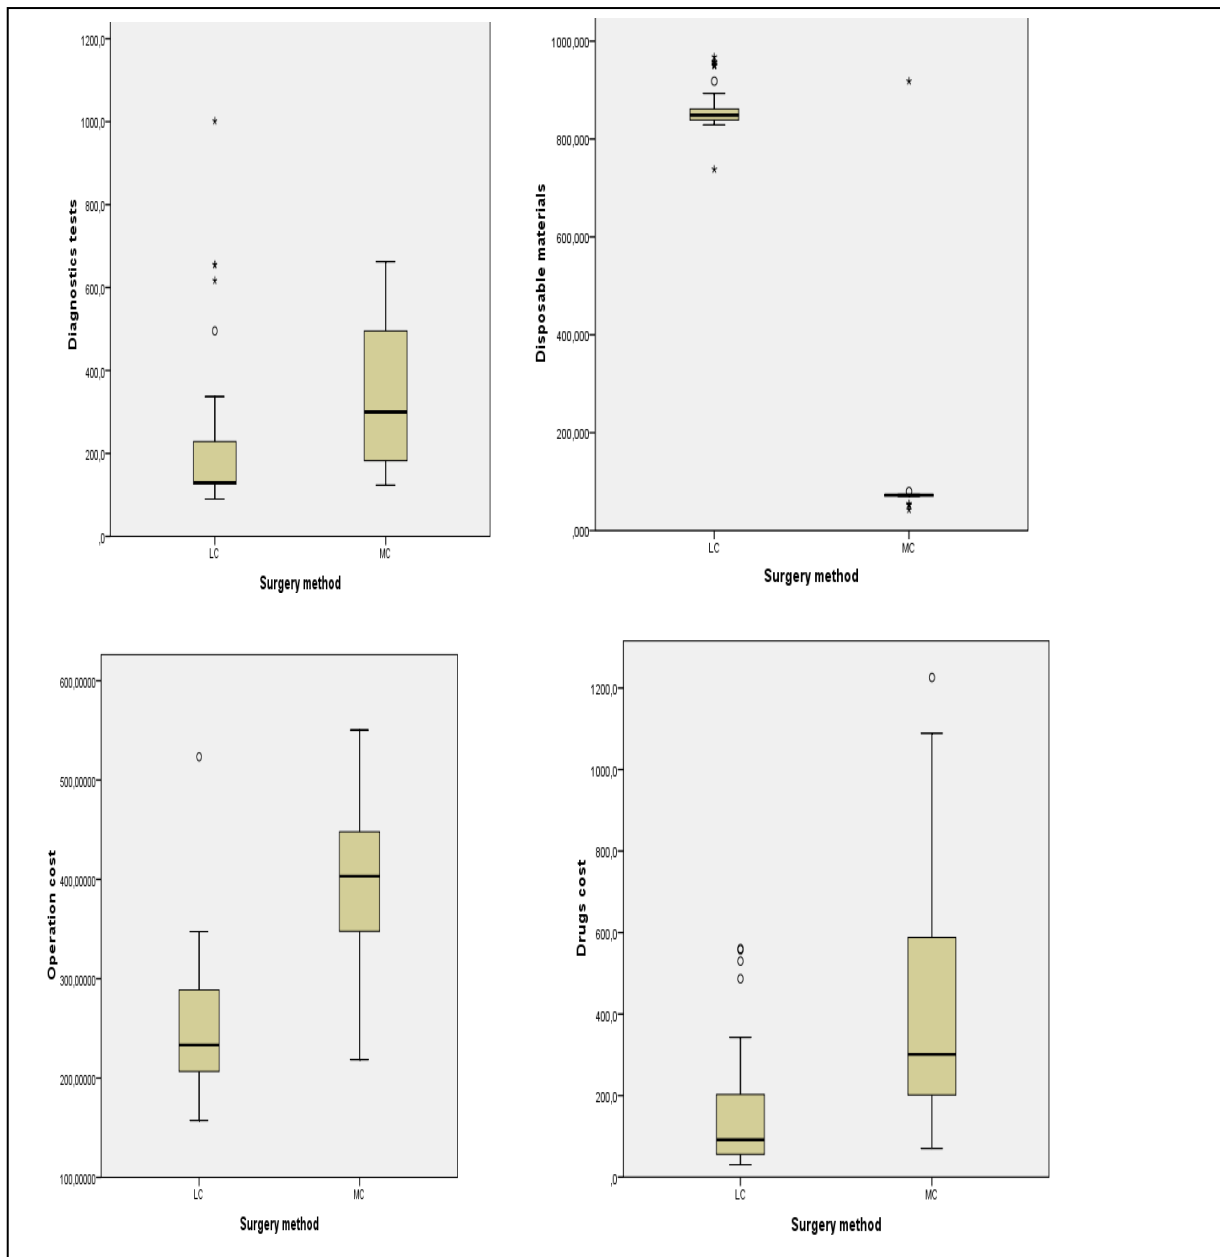 1200,0
1000,0
800,0
600,0
400,0
200,0
,0
Diagnostics tests
LC
MC
Surgery method
1000,000
800,000
600,000
400,000
200,000
,000
Disposable materials
LC
MC
Surgery method
600,00000
500,00000
400,00000
300,00000
200,00000
100,00000
Operation cost
LC
MC
Surgery method
1200,0
1000,0
800,0
600,0
400,0
200,0
,0
Drugs cost
LC
MC
Surgery method